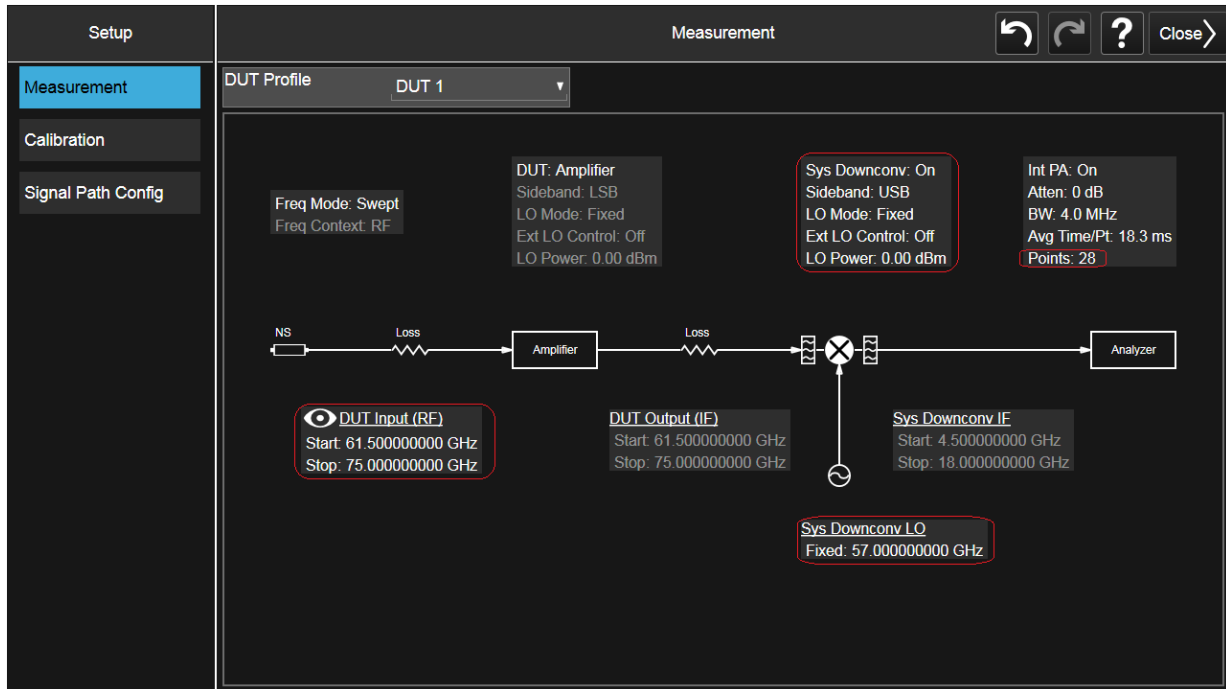 Setup
Measurement
?
Close
Measurement
Calibration
Signal Path Config
DUT Profile
DUT 1
Freq Mode: Swept
Freq Context: RF
DUT: Amplifier
Sideband: LSB
LO Mode: Fixed
Ext LO Control: Off
LO Power: 0.00 dBm
Sys Downconv: On
Sideband: USB
LO Mode: Fixed
Ext LO Control: Off
LO Power: 0.00 dBm
Int PA: On
Atten: 0 dB
BW: 4.0 MHz
Avg Time/Pt: 18.3 ms
Points: 28
NS
Loss
Amplifier
Loss
Analyzer
DUT Input (RF)
Start: 61.500000000 GHz
Stop: 75.000000000 GHz
DUT Output (IF)
Start: 61.500000000 GHz
Stop: 75.000000000 GHz
Sys Downconv IF
Start: 4.500000000 GHz
Stop: 18.000000000 GHz
Sys Downconv LO
Fixed: 57.000000000 GHz